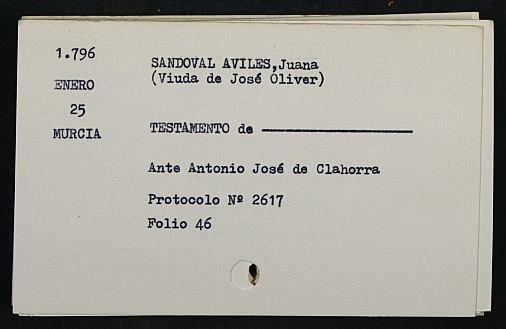 1.796
ENERO
25
MURCIA
SANDOVAL AVILES,Juana
(Viuda de José Oliver)
TESTAMENTO de ————————————
Ante Antonio José de Clahorra
Protocolo Nº 2617
Folio 46